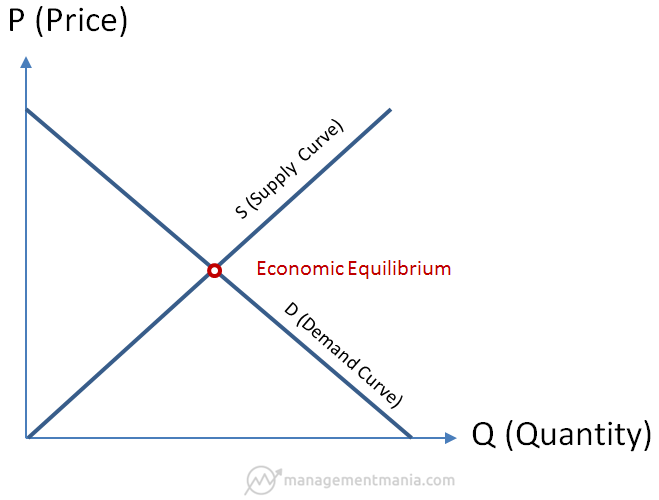 P (Price)
S (Supply Curve)
Economic Equilibrium
D (Demand Curve)
Q (Quantity)
managementmania.com